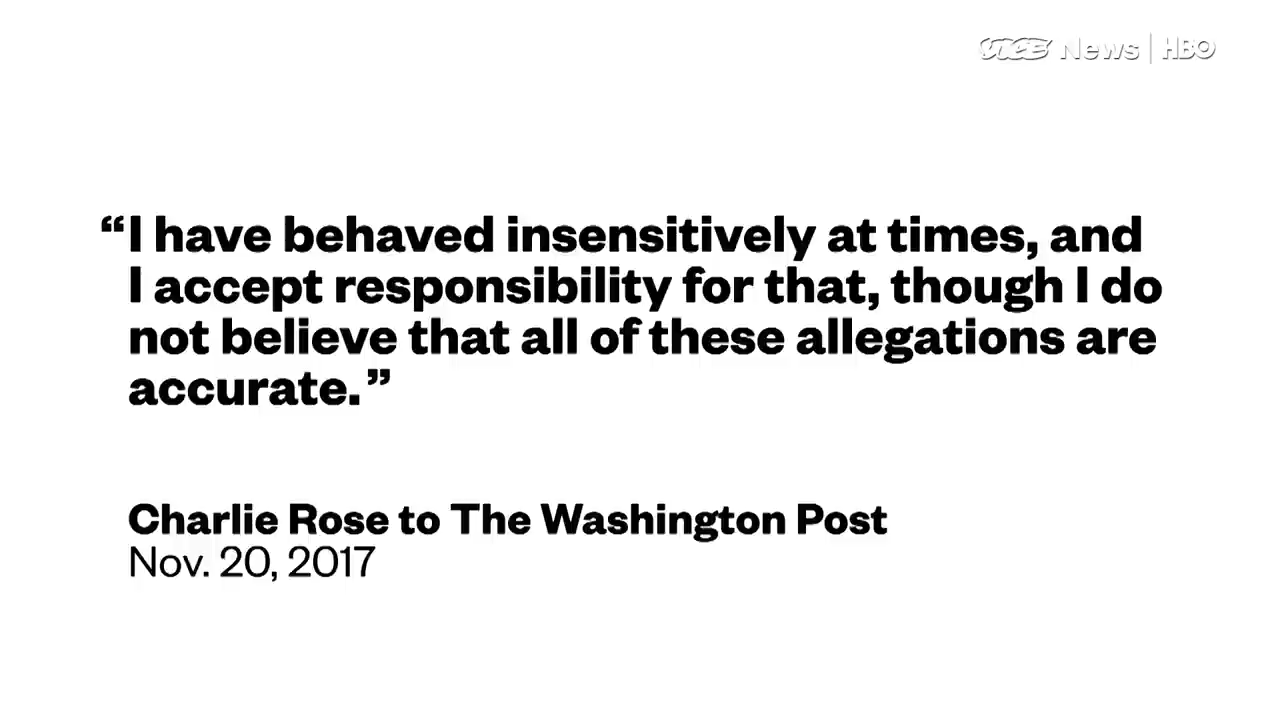 VICE News | HBO
“I have behaved insensitively at times, and
I accept responsibility for that, though I do
not believe that all of these allegations are
accurate.”
Charlie Rose to The Washington Post
Nov. 20, 2017